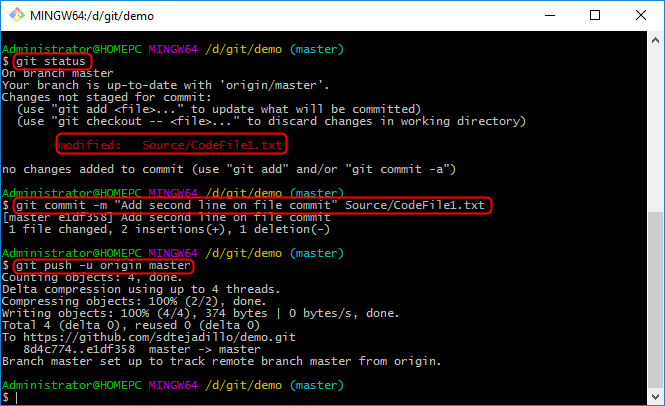 MINGW64:/d/git/demo
Administrator@HOMEPC MINGW64 /d/git/demo (master)
$ git status
On branch master
Your branch is up-to-date with 'origin/master'.
Changes not staged for commit:
  (use "git add <file>..." to update what will be committed)
  (use "git checkout -- <file>..." to discard changes in working directory)
        modified:   Source/CodeFile1.txt
no changes added to commit (use "git add" and/or "git commit -a")
Administrator@HOMEPC MINGW64 /d/git/demo (master)
$ git commit -m "Add second line on file commit" Source/CodeFile1.txt
[master e1df358] Add second line on file commit
 1 file changed, 2 insertions(+), 1 deletion(-)
Administrator@HOMEPC MINGW64 /d/git/demo (master)
$ git push -u origin master
Counting objects: 4, done.
Delta compression using up to 4 threads.
Compressing objects: 100% (2/2), done.
Writing objects: 100% (4/4), 374 bytes | 0 bytes/s, done.
Total 4 (delta 0), reused 0 (delta 0)
To https://github.com/sdtejadillo/demo.git
   8d4c774..e1df358  master -> master
Branch master set up to track remote branch master from origin.
Administrator@HOMEPC MINGW64 /d/git/demo (master)
$